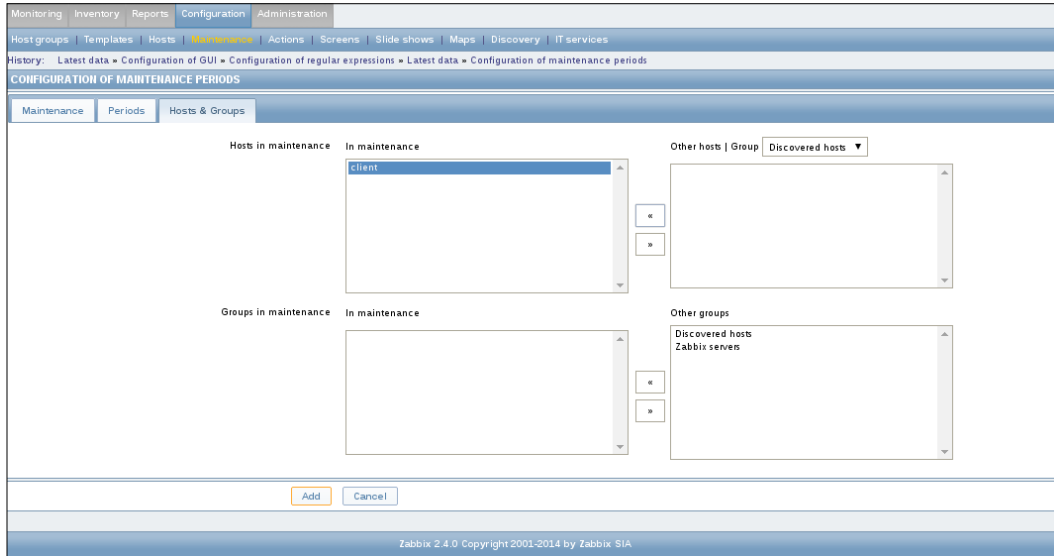 Monitoring Inventory Reports Configuration Administration
Host groups | Templates | Hosts | Maintenance | Actions | Screens | Slide shows | Maps | Discovery | IT services
History: Latest data » Configuration of GUI » Configuration of regular expressions » Latest data » Configuration of maintenance periods
CONFIGURATION OF MAINTENANCE PERIODS
Maintenance Periods Hosts & Groups
Hosts in maintenance In maintenance Other hosts | Group Discovered hosts ▼
client
«
»
Groups in maintenance In maintenance Other groups
Discovered hosts
Zabbix servers
«
»
Add Cancel
Zabbix 2.4.0 Copyright 2001-2014 by Zabbix SIA